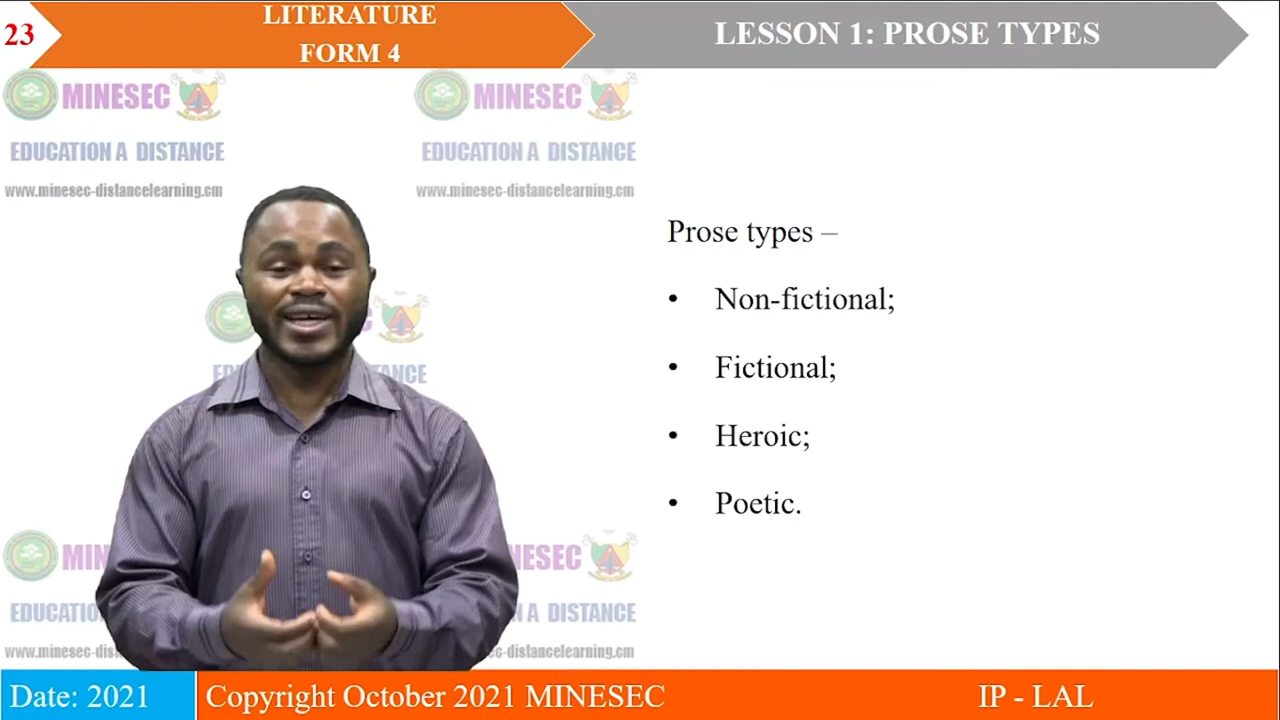 23
LITERATURE
FORM 4
LESSON 1: PROSE TYPES
MINESEC
EDUCATION A DISTANCE
www.minesec-distancelearning.cm
MINESEC
EDUCATION A DISTANCE
www.minesec-distancelearning.cm
Prose types –
• Non-fictional;
• Fictional;
• Heroic;
• Poetic.
Date: 2021
Copyright October 2021 MINESEC
IP - LAL